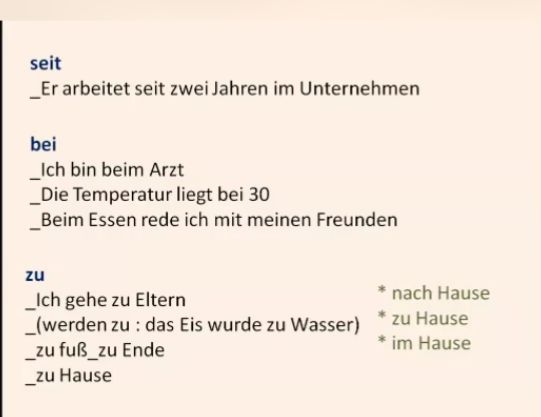 seit
_Er arbeitet seit zwei Jahren im Unternehmen
bei
_Ich bin beim Arzt
_Die Temperatur liegt bei 30
_Beim Essen rede ich mit meinen Freunden
zu
_Ich gehe zu Eltern
_(werden zu : das Eis wurde zu Wasser)
_zu fuß_zu Ende
_zu Hause
* nach Hause
* zu Hause
* im Hause